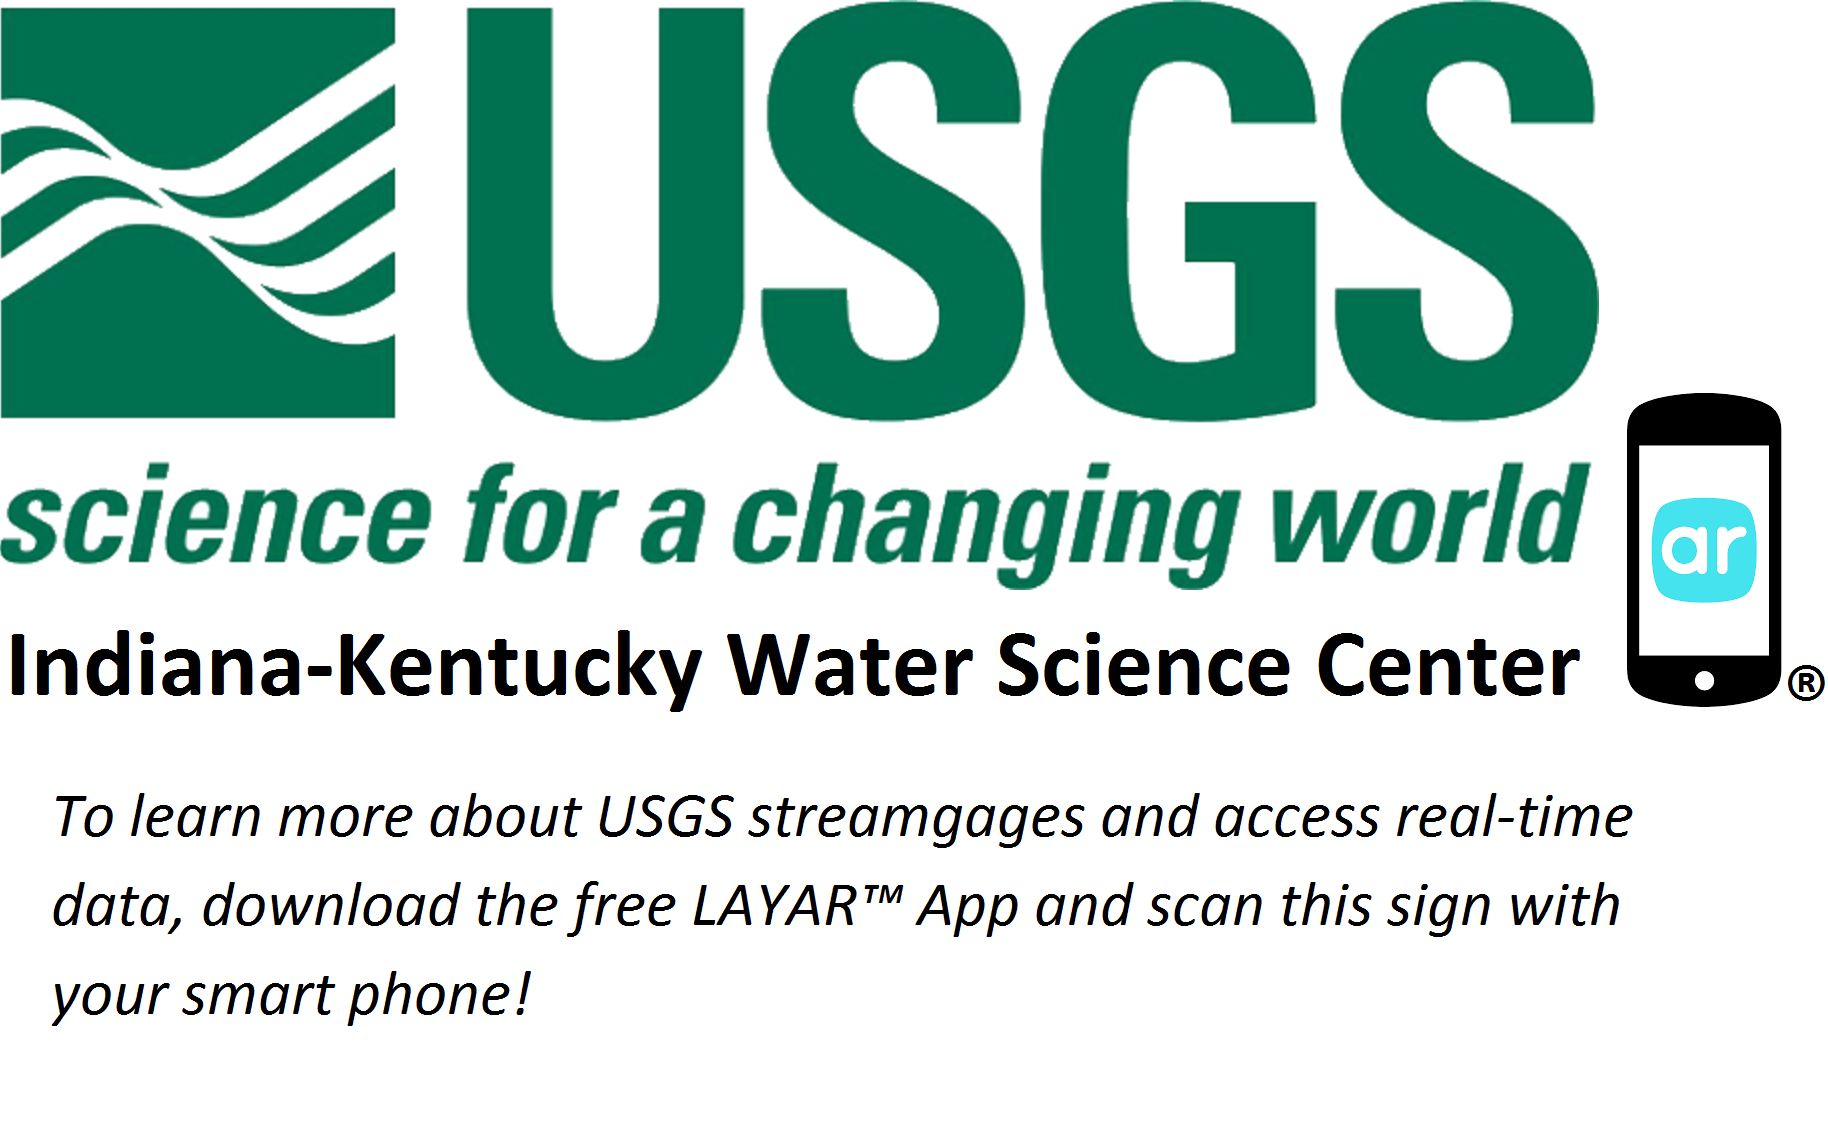 USGS
science for a changing world
ar
Indiana-Kentucky Water Science Center
®
To learn more about USGS streamgages and access real-time
data, download the free LAYAR™ App and scan this sign with
your smart phone!